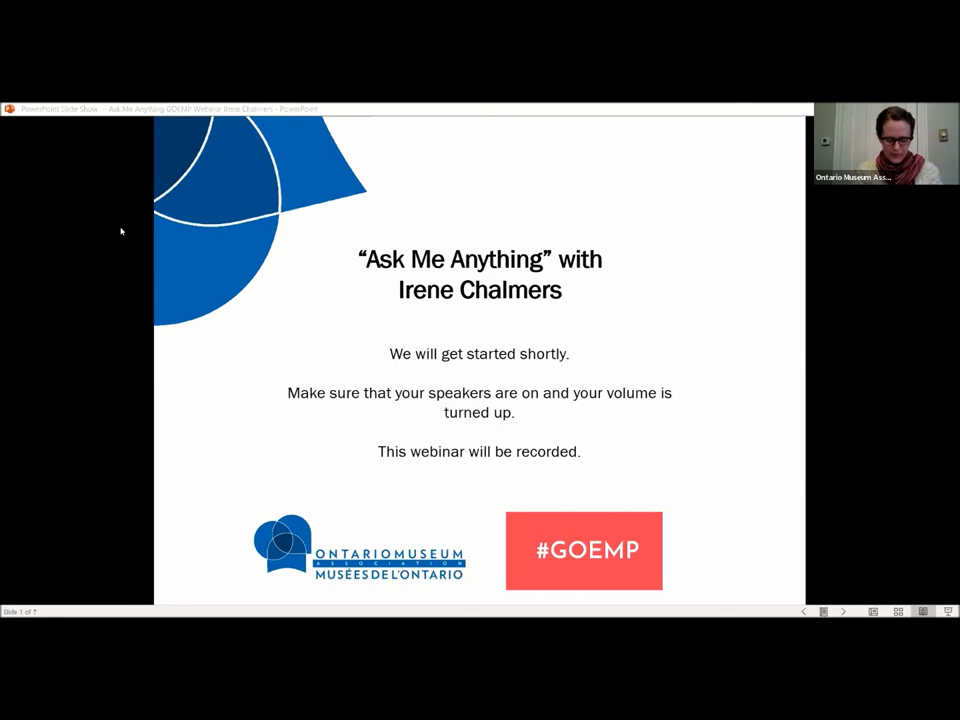 PowerPoint Slide Show - Ask Me Anything GOEMP Webinar Irene Chalmers - PowerPoint
Ontario Museum Ass...
“Ask Me Anything” with
Irene Chalmers
We will get started shortly.
Make sure that your speakers are on and your volume is
turned up.
This webinar will be recorded.
ONTARIOMUSEUM
ASSOCIATION
MUSÉESDEL'ONTARIO
#GOEMP
Slide 1 of 7